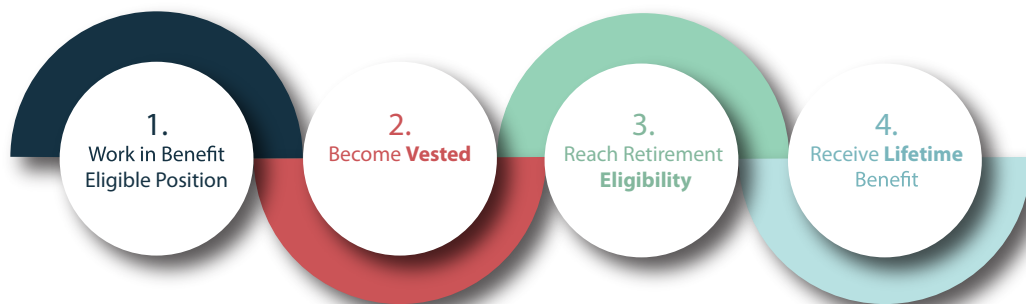 1.
Work in Benefit
Eligible Position
2.
Become Vested
3.
Reach Retirement
Eligibility
4.
Receive Lifetime
Benefit